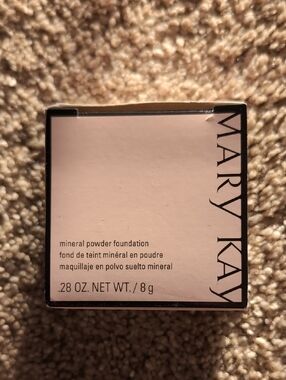 MARY KAY
mineral powder foundation
fond de teint minéral en poudre
maquillaje en polvo suelto mineral
.28 OZ. NET WT. / 8 g